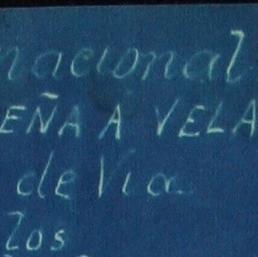 nacional
EÑA A VELA
de Via
los